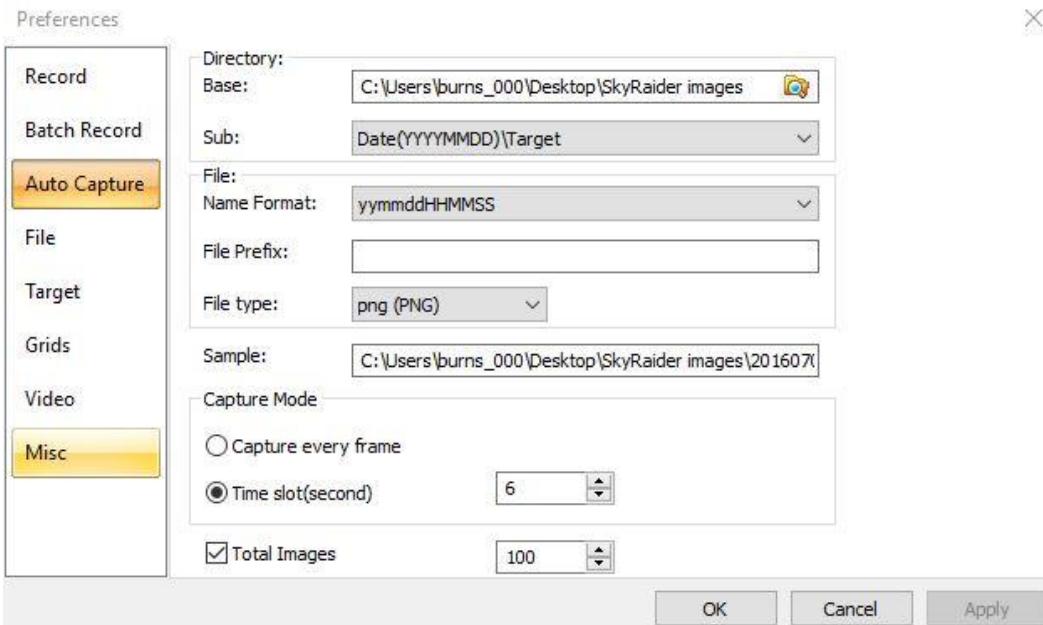 Preferences
Record
Batch Record
Auto Capture
File
Target
Grids
Video
Misc
Directory:
Base: C:\Users\burns_000\Desktop\SkyRaider images
Sub: Date(YYYYMMDD)\Target
File:
Name Format: yymmddHHMMSS
File Prefix:
File type: png (PNG)
Sample: C:\Users\burns_000\Desktop\SkyRaider images\2016070
Capture Mode
Capture every frame
Time slot(second) 6
Total Images 100
OK Cancel Apply